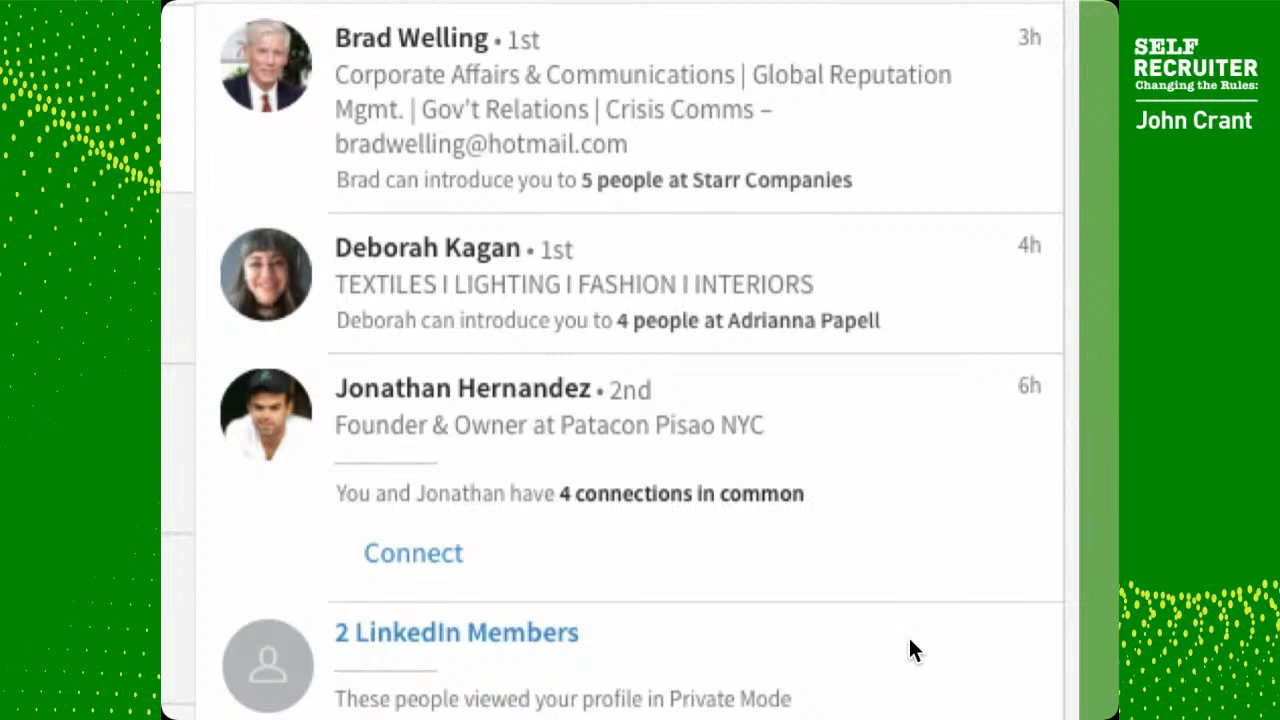 Brad Welling • 1st
3h
Corporate Affairs & Communications | Global Reputation
Mgmt. | Gov't Relations | Crisis Comms –
bradwelling@hotmail.com
Brad can introduce you to 5 people at Starr Companies
Deborah Kagan • 1st
4h
TEXTILES I LIGHTING I FASHION I INTERIORS
Deborah can introduce you to 4 people at Adrianna Papell
Jonathan Hernandez • 2nd
6h
Founder & Owner at Patacon Pisao NYC
You and Jonathan have 4 connections in common
Connect
2 LinkedIn Members
These people viewed your profile in Private Mode
SELF
RECRUITER
Changing the Rules:
John Crant